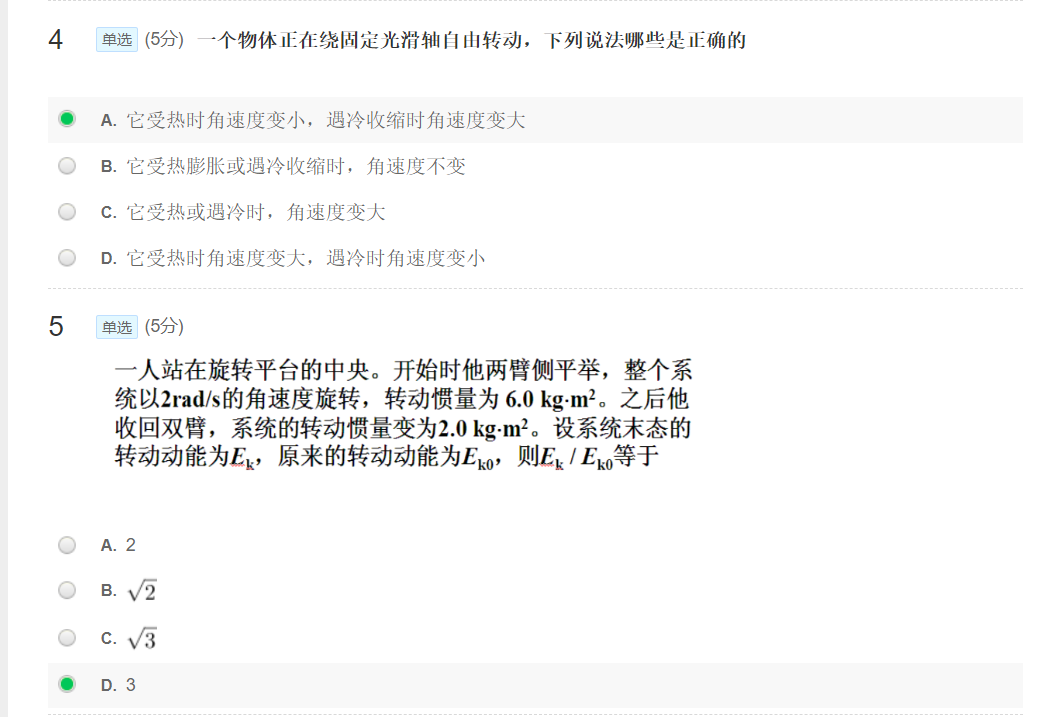 4 单选 (5分) 一个物体正在绕固定光滑轴自由转动，下列说法哪些是正确的
A. 它受热时角速度变小，遇冷收缩时角速度变大
B. 它受热膨胀或遇冷收缩时，角速度不变
C. 它受热或遇冷时，角速度变大
D. 它受热时角速度变大，遇冷时角速度变小
5 单选 (5分)
一人站在旋转平台的中央。开始时他两臂侧平举，整个系
统以2rad/s的角速度旋转，转动惯量为 6.0 kg·m²。之后他
收回双臂，系统的转动惯量变为2.0 kg·m²。设系统末态的
转动动能为Eₖ，原来的转动动能为Eₖ₀，则Eₖ / Eₖ₀等于
A. 2
B. √2
C. √3
D. 3